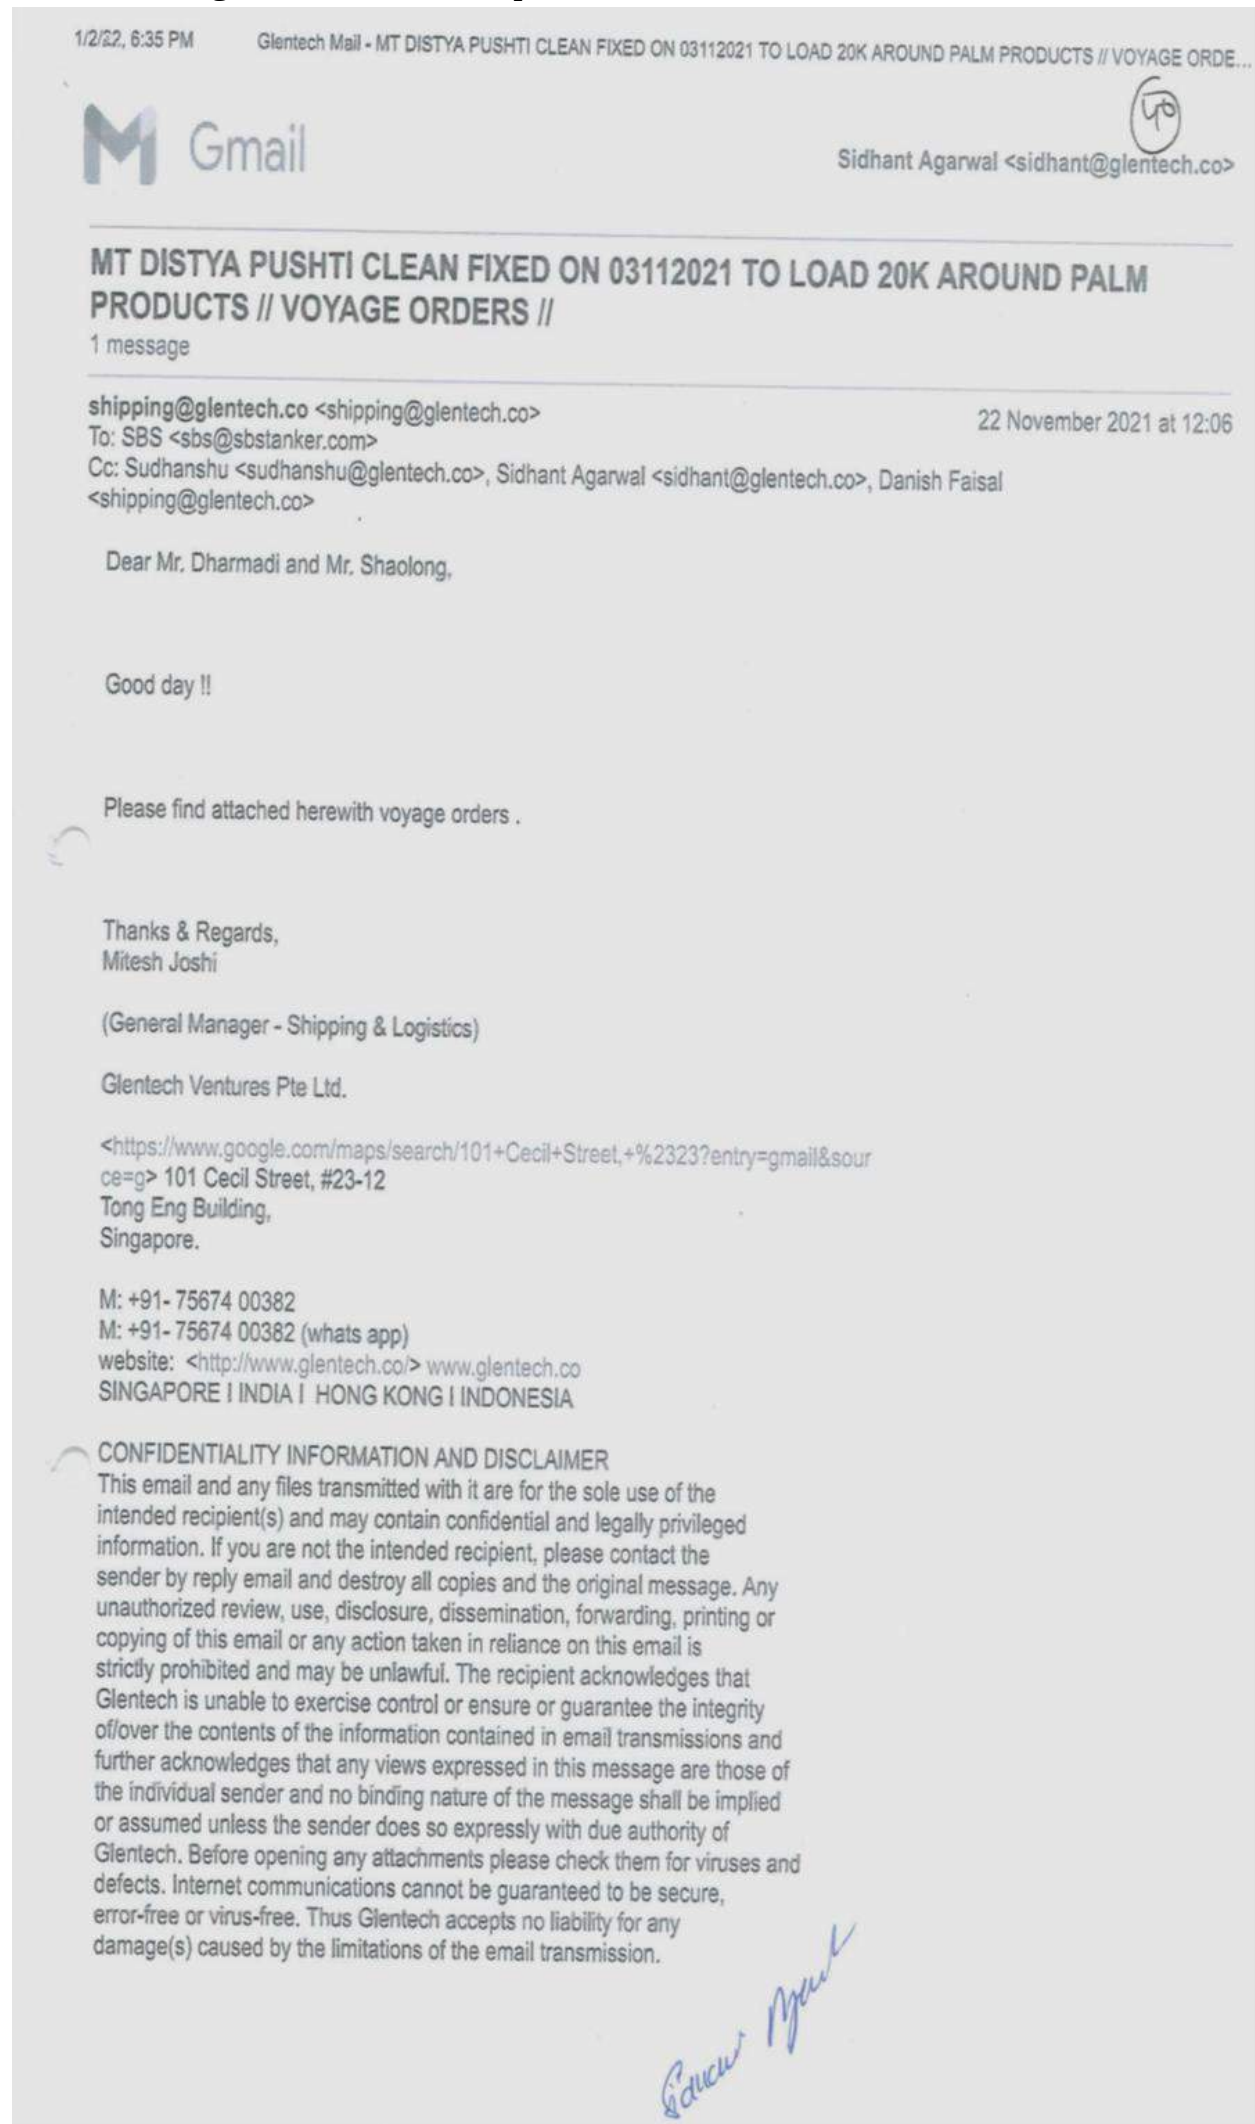 1/2/22, 6:35 PM Glentech Mail - MT DISTYA PUSHTI CLEAN FIXED ON 03112021 TO LOAD 20K AROUND PALM PRODUCTS // VOYAGE ORDE...
40
Gmail
Sidhant Agarwal <sidhant@glentech.co>
MT DISTYA PUSHTI CLEAN FIXED ON 03112021 TO LOAD 20K AROUND PALM
PRODUCTS // VOYAGE ORDERS //
1 message
shipping@glentech.co <shipping@glentech.co> 22 November 2021 at 12:06
To: SBS <sbs@sbstanker.com>
Cc: Sudhanshu <sudhanshu@glentech.co>, Sidhant Agarwal <sidhant@glentech.co>, Danish Faisal
<shipping@glentech.co>
Dear Mr. Dharmadi and Mr. Shaolong,
Good day !!
Please find attached herewith voyage orders .
Thanks & Regards,
Mitesh Joshi
(General Manager - Shipping & Logistics)
Glentech Ventures Pte Ltd.
<https://www.google.com/maps/search/101+Cecil+Street,+%2323?entry=gmail&sour
ce=g> 101 Cecil Street, #23-12
Tong Eng Building,
Singapore.
M: +91- 75674 00382
M: +91- 75674 00382 (whats app)
website: <http://www.glentech.co/> www.glentech.co
SINGAPORE I INDIA I HONG KONG I INDONESIA
CONFIDENTIALITY INFORMATION AND DISCLAIMER
This email and any files transmitted with it are for the sole use of the
intended recipient(s) and may contain confidential and legally privileged
information. If you are not the intended recipient, please contact the
sender by reply email and destroy all copies and the original message. Any
unauthorized review, use, disclosure, dissemination, forwarding, printing or
copying of this email or any action taken in reliance on this email is
strictly prohibited and may be unlawful. The recipient acknowledges that
Glentech is unable to exercise control or ensure or guarantee the integrity
of/over the contents of the information contained in email transmissions and
further acknowledges that any views expressed in this message are those of
the individual sender and no binding nature of the message shall be implied
or assumed unless the sender does so expressly with due authority of
Glentech. Before opening any attachments please check them for viruses and
defects. Internet communications cannot be guaranteed to be secure,
error-free or virus-free. Thus Glentech accepts no liability for any
damage(s) caused by the limitations of the email transmission.